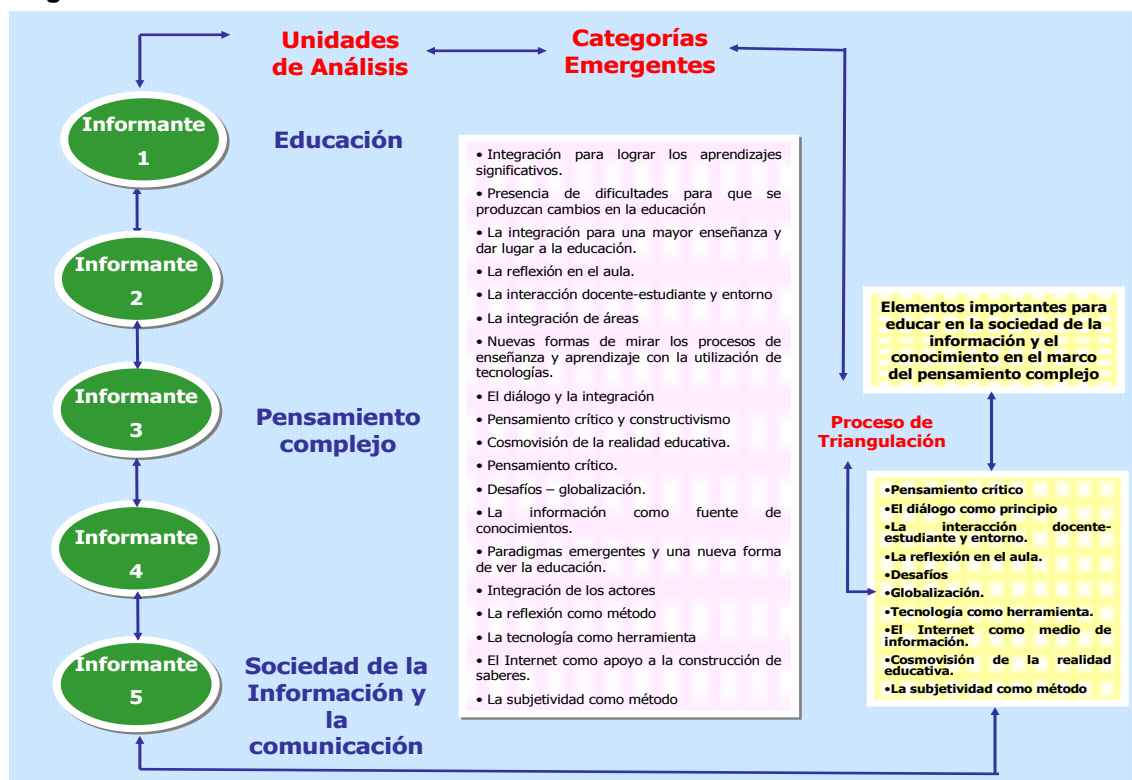 Unidades
de Análisis
Categorías
Emergentes
Informante
1
Informante
2
Informante
3
Informante
4
Informante
5
Educación
Pensamiento
complejo
Sociedad de la
Información y
la
comunicación
• Integración para lograr los aprendizajes
significativos.
• Presencia de dificultades para que se
produzcan cambios en la educación
• La integración para una mayor enseñanza y
dar lugar a la educación.
• La reflexión en el aula.
• La interacción docente-estudiante y entorno
• La integración de áreas
• Nuevas formas de mirar los procesos de
enseñanza y aprendizaje con la utilización de
tecnologías.
• El diálogo y la integración
• Pensamiento crítico y constructivismo
• Cosmovisión de la realidad educativa.
• Pensamiento crítico.
• Desafíos – globalización.
• La información como fuente de
conocimientos.
• Paradigmas emergentes y una nueva forma
de ver la educación.
• Integración de los actores
• La reflexión como método
• La tecnología como herramienta
• El Internet como apoyo a la construcción de
saberes.
• La subjetividad como método
Elementos importantes para
educar en la sociedad de la
información y el
conocimiento en el marco
del pensamiento complejo
Proceso de
Triangulación
•Pensamiento crítico
•El diálogo como principio
•La interacción docente-
estudiante y entorno.
•La reflexión en el aula.
•Desafíos
•Globalización.
•Tecnología como herramienta.
•El Internet como medio de
información.
•Cosmovisión de la realidad
educativa.
•La subjetividad como método